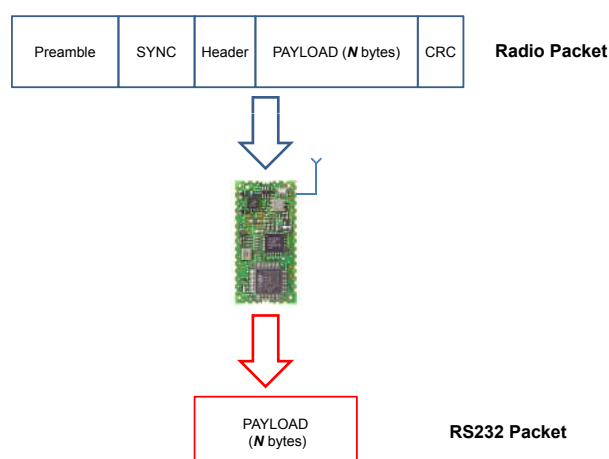 Preamble SYNC Header PAYLOAD (N bytes) CRC Radio Packet
PAYLOAD
(N bytes)
RS232 Packet